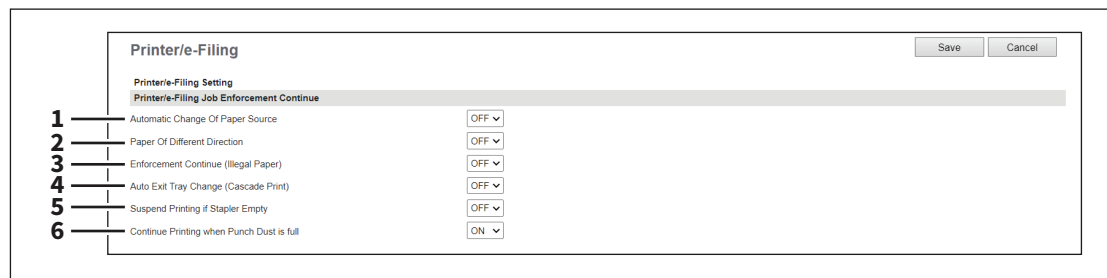 Printer/e-Filing
Save Cancel
Printer/e-Filing Setting
Printer/e-Filing Job Enforcement Continue
1 Automatic Change Of Paper Source OFF
2 Paper Of Different Direction OFF
3 Enforcement Continue (Illegal Paper) OFF
4 Auto Exit Tray Change (Cascade Print) OFF
5 Suspend Printing if Stapler Empty OFF
6 Continue Printing when Punch Dust is full ON